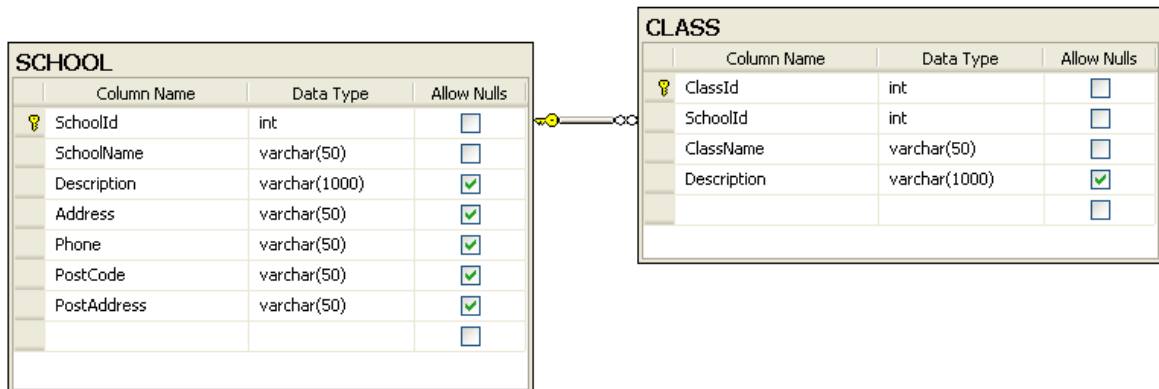 SCHOOL
Column Name Data Type Allow Nulls
SchoolId int
SchoolName varchar(50)
Description varchar(1000)
Address varchar(50)
Phone varchar(50)
PostCode varchar(50)
PostAddress varchar(50)
CLASS
Column Name Data Type Allow Nulls
ClassId int
SchoolId int
ClassName varchar(50)
Description varchar(1000)